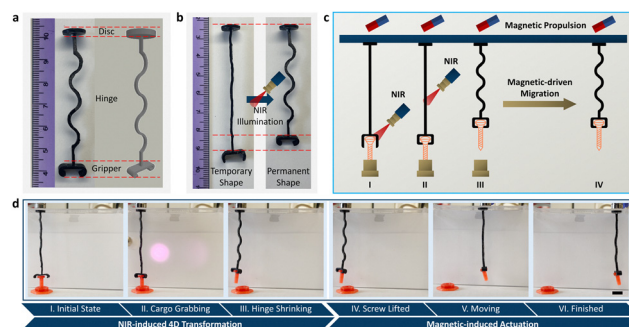 a
Disc
Hinge
Gripper
b
NIR
Illumination
Temporary
Shape
Permanent
Shape
c
Magnetic Propulsion
NIR
NIR
Magnetic-driven
Migration
I
II
III
IV
d
I. Initial State
II. Cargo Grabbing
III. Hinge Shrinking
IV. Screw Lifted
V. Moving
VI. Finished
NIR-induced 4D Transformation
Magnetic-induced Actuation